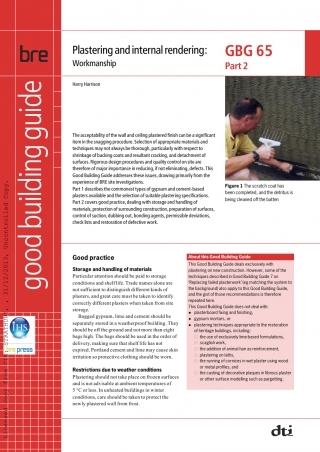 bre
good building guide
Plastering and internal rendering:
Workmanship
GBG 65
Part 2
Harry Harrison
The acceptability of the wall and ceiling plastered finish can be a significant
item in the snagging procedure. Selection of appropriate materials and
techniques may not always be thorough, particularly with respect to
shrinkage of backing coats and resultant cracking, and detachment of
surfaces. Rigorous design procedures and quality control on site are
therefore of major importance in reducing, if not eliminating, defects. This
Good Building Guide addresses these issues, drawing primarily from the
experience of BRE site investigations.
Part 1 describes the commonest types of gypsum and cement-based
plasters available and the selection of suitable plastering specifications.
Part 2 covers good practice, dealing with storage and handling of
materials, protection of surrounding construction, preparation of surfaces,
control of suction, dubbing out, bonding agents, permissible deviations,
check lists and restoration of defective work.
Figure 1 The scratch coat has
been completed, and the detritus is
being cleaned off the batten
Good practice
Storage and handling of materials
Particular attention should be paid to storage
conditions and shelf life. Trade names alone are
not sufficient to distinguish different kinds of
plasters, and great care must be taken to identify
correctly different plasters when taken from site
storage.
Bagged gypsum, lime and cement should be
separately stored in a weatherproof building. They
should be off the ground and not more than eight
bags high. The bags should be used in the order of
delivery, making sure that shelf life has not
expired. Portland cement and lime may cause skin
irritation so protective clothing should be worn.
Restrictions due to weather conditions
Plastering should not take place on frozen surfaces
and is not advisable at ambient temperatures of
5 °C or less. In unheated buildings in winter
conditions, care should be taken to protect the
newly plastered wall from frost.
About this Good Building Guide
This Good Building Guide deals exclusively with
plastering on new construction. However, some of the
techniques described in Good Building Guide 7 on
'Replacing failed plasterwork' (eg matching the system to
the background) also apply to this Good Building Guide,
and the gist of those recommendations is therefore
repeated here.
This Good Building Guide does not deal with:
● plasterboard fixing and finishing,
● gypsum mortars, or
● plastering techniques appropriate to the restoration
of heritage buildings, including:
– the use of exclusively lime-based formulations,
– scagliola work,
– the addition of animal hair as reinforcement,
– plastering on laths,
– the running of cornices in wet plaster using wood
or metal profiles, and
– the casting of decorative plaques in fibrous plaster
or other surface modelling such as pargetting.
IHS
bre press
dti